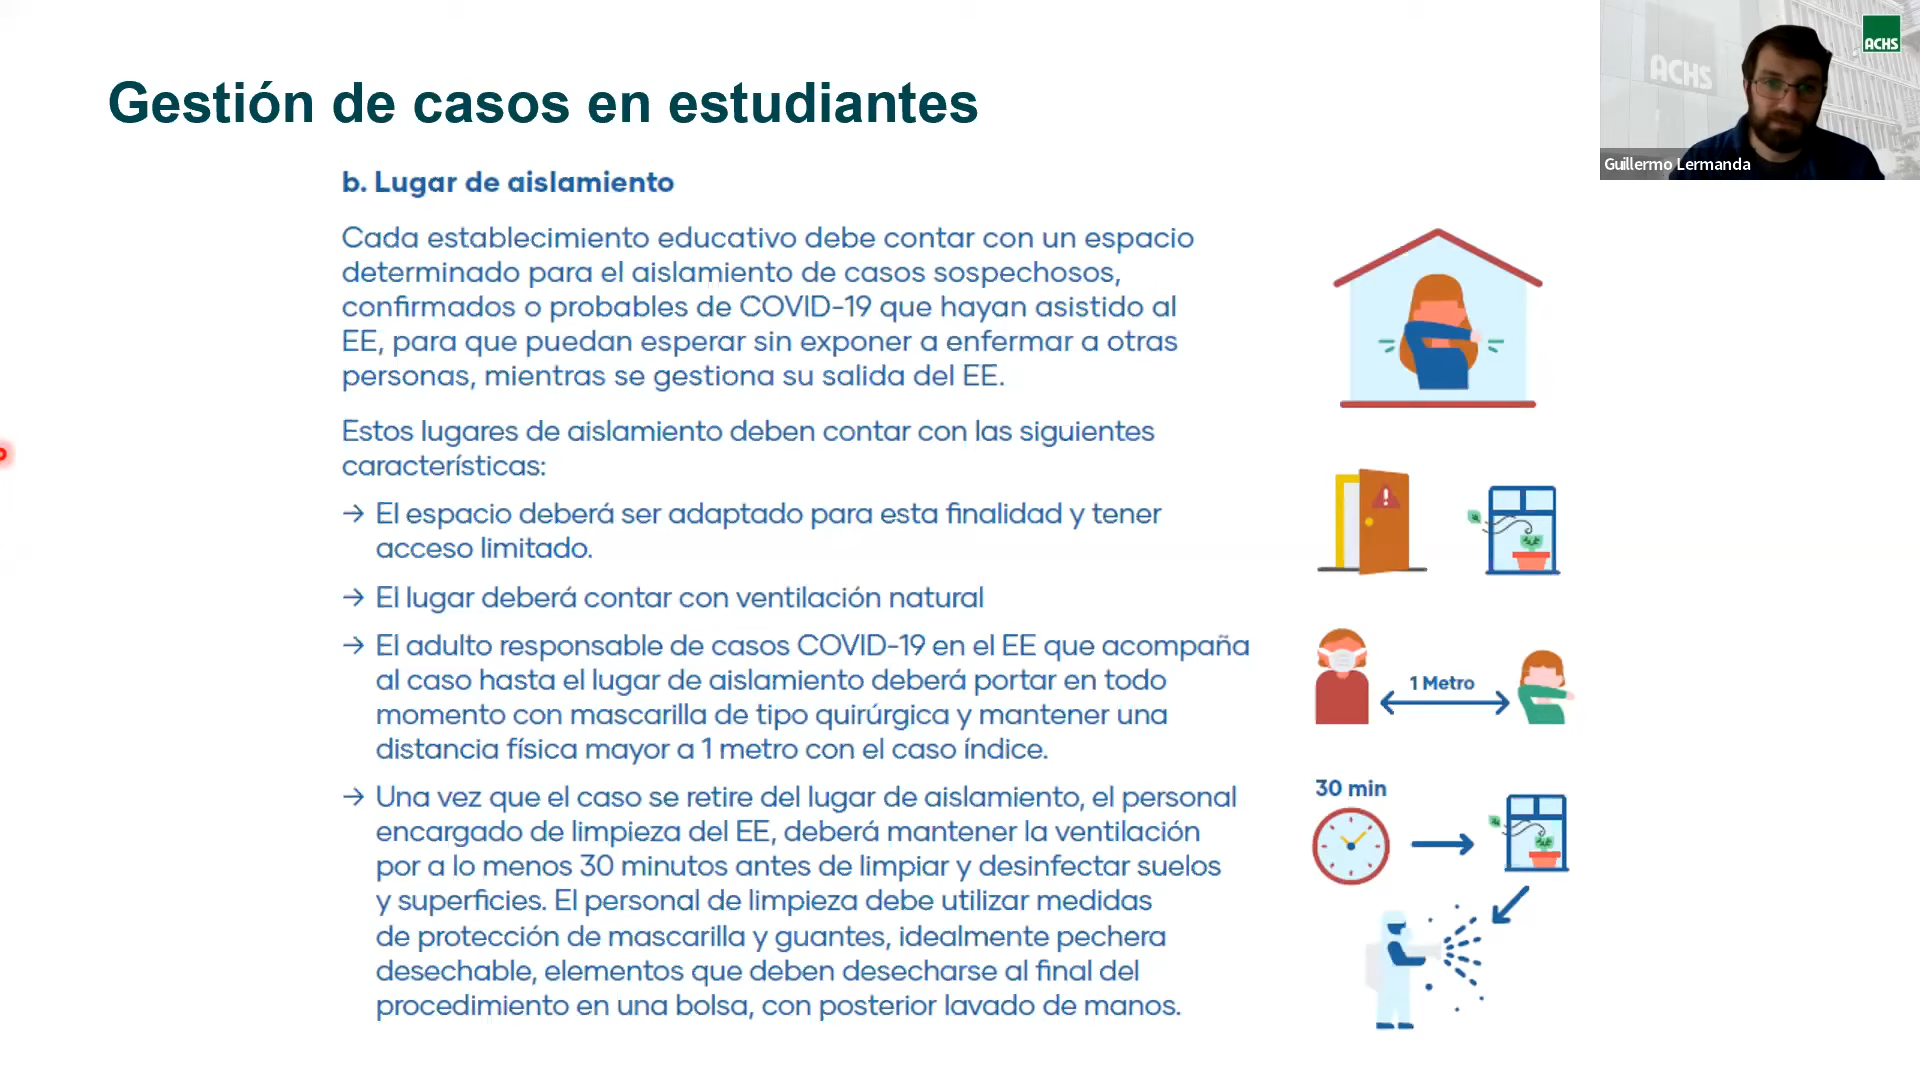 Gestión de casos en estudiantes
ACHS
ACHS
Guillermo Lermanda
b. Lugar de aislamiento
Cada establecimiento educativo debe contar con un espacio
determinado para el aislamiento de casos sospechosos,
confirmados o probables de COVID-19 que hayan asistido al
EE, para que puedan esperar sin exponer a enfermar a otras
personas, mientras se gestiona su salida del EE.
Estos lugares de aislamiento deben contar con las siguientes
características:
→ El espacio deberá ser adaptado para esta finalidad y tener
acceso limitado.
→ El lugar deberá contar con ventilación natural
→ El adulto responsable de casos COVID-19 en el EE que acompaña
al caso hasta el lugar de aislamiento deberá portar en todo
momento con mascarilla de tipo quirúrgica y mantener una
distancia física mayor a 1 metro con el caso índice.
1 Metro
→ Una vez que el caso se retire del lugar de aislamiento, el personal
encargado de limpieza del EE, deberá mantener la ventilación
por a lo menos 30 minutos antes de limpiar y desinfectar suelos
y superficies. El personal de limpieza debe utilizar medidas
de protección de mascarilla y guantes, idealmente pechera
desechable, elementos que deben desecharse al final del
procedimiento en una bolsa, con posterior lavado de manos.
30 min